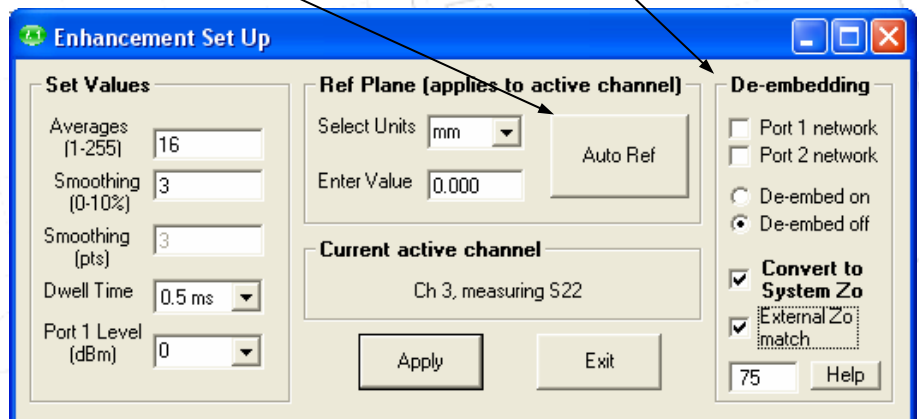 Enhancement Set Up
Set Values
Averages
(1-255)
16
Smoothing
(0-10%)
3
Smoothing
(pts)
3
Dwell Time
0.5 ms
Port 1 Level
(dBm)
0
Ref Plane (applies to active channel)
Select Units
mm
Auto Ref
Enter Value
0.000
Current active channel
Ch 3, measuring S22
Apply
Exit
De-embedding
Port 1 network
Port 2 network
De-embed on
De-embed off
Convert to
System Zo
External Zo
match
75
Help